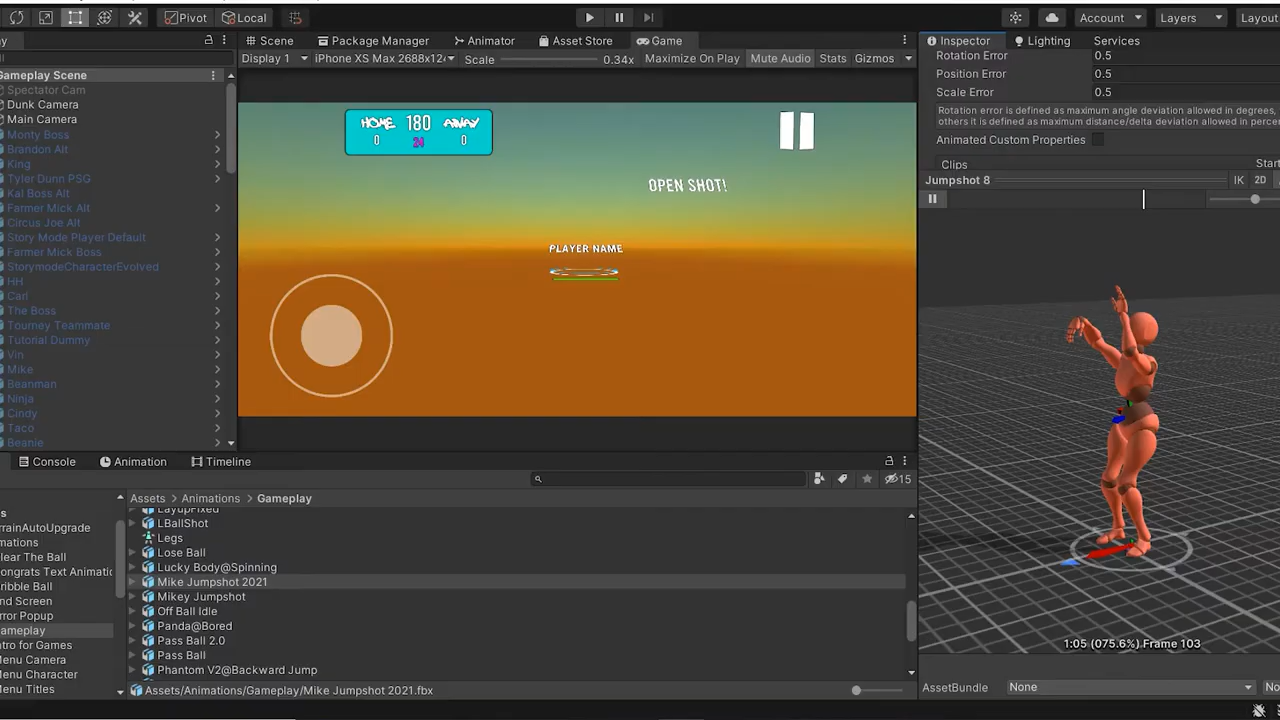 Pivot
Local
Account
Layers
Layout
Scene
Package Manager
Animator
Asset Store
Game
Inspector
Lighting
Services
Display 1
iPhone XS Max 2688x124
Scale
0.34x
Maximize On Play
Mute Audio
Stats
Gizmos
Gameplay Scene
Spectator Cam
Dunk Camera
Main Camera
Monty Boss
Brandon Alt
King
Tyler Dunn PSG
Kal Boss Alt
Farmer Mick Alt
Circus Joe Alt
Story Mode Player Default
Farmer Mick Boss
StorymodeCharacterEvolved
HH
Carl
The Boss
Tourney Teammate
Tutorial Dummy
Vin
Mike
Beanman
Ninja
Cindy
Taco
Beanie
HOME 180 AWAY
0 24 0
OPEN SHOT!
PLAYER NAME
Rotation Error 0.5
Position Error 0.5
Scale Error 0.5
Rotation error is defined as maximum angle deviation allowed in degrees,
others it is defined as maximum distance/delta deviation allowed in perce
Animated Custom Properties
Clips Star
Jumpshot 8
IK
2D
1:05 (075.6%) Frame 103
AssetBundle None No
Console
Animation
Timeline
15
Assets > Animations > Gameplay
s
rrainAutoUpgrade
mations
lear The Ball
ongrats Text Animatic
ribble Ball
nd Screen
rror Popup
ameplay
ntro for Games
Menu Camera
Menu Character
Menu Titles
LayupFixed
LBallShot
Legs
Lose Ball
Lucky Body@Spinning
Mike Jumpshot 2021
Mikey Jumpshot
Off Ball Idle
Panda@Bored
Pass Ball 2.0
Pass Ball
Phantom V2@Backward Jump
Assets/Animations/Gameplay/Mike Jumpshot 2021.fbx